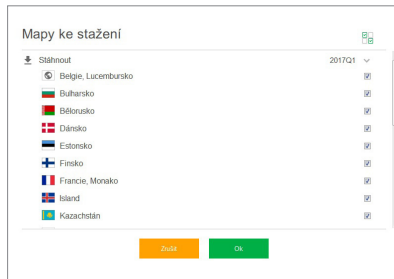 Mapy ke stažení
Stáhnout 2017Q1
Belgie, Lucembursko
Bulharsko
Bělorusko
Dánsko
Estonsko
Finsko
Francie, Monako
Island
Kazachstán
Zrušit Ok